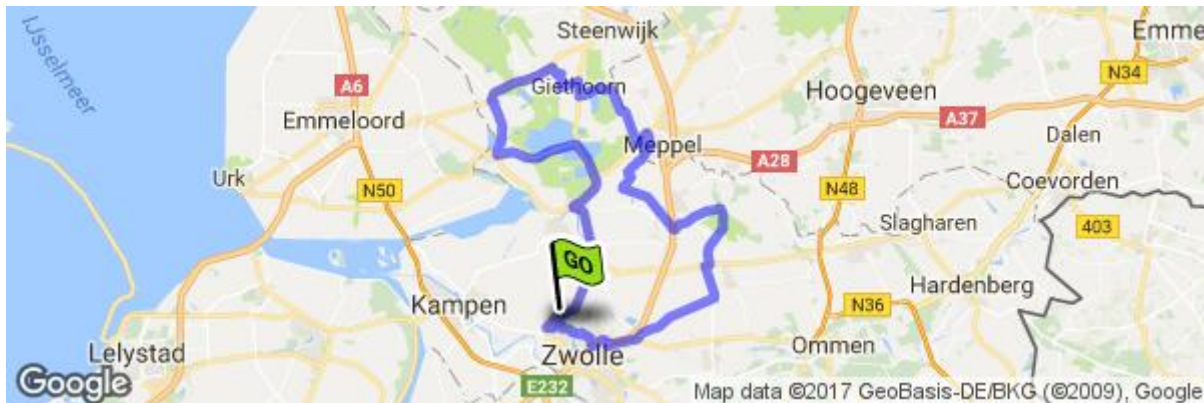 IJsselmeer
Steenwijk
Emme
N34
A6
Giethoorn
Hoogeveen
Emmeloord
A37
Dalen
Meppel
A28
Urk
N50
N48
Coevorden
Slagharen
403
GO
Kampen
Hardenberg
N36
Lelystad
Zwolle
Ommen
E232
Google
Map data ©2017 GeoBasis-DE/BKG (©2009), Google